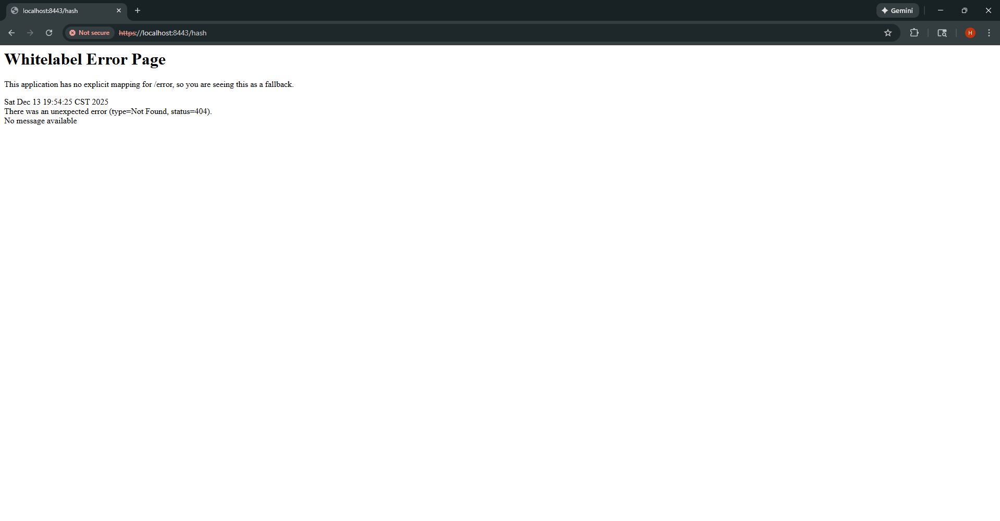 localhost:8443/hash
Gemini
Not secure https://localhost:8443/hash
H
Whitelabel Error Page
This application has no explicit mapping for /error, so you are seeing this as a fallback.
Sat Dec 13 19:54:25 CST 2025
There was an unexpected error (type=Not Found, status=404).
No message available